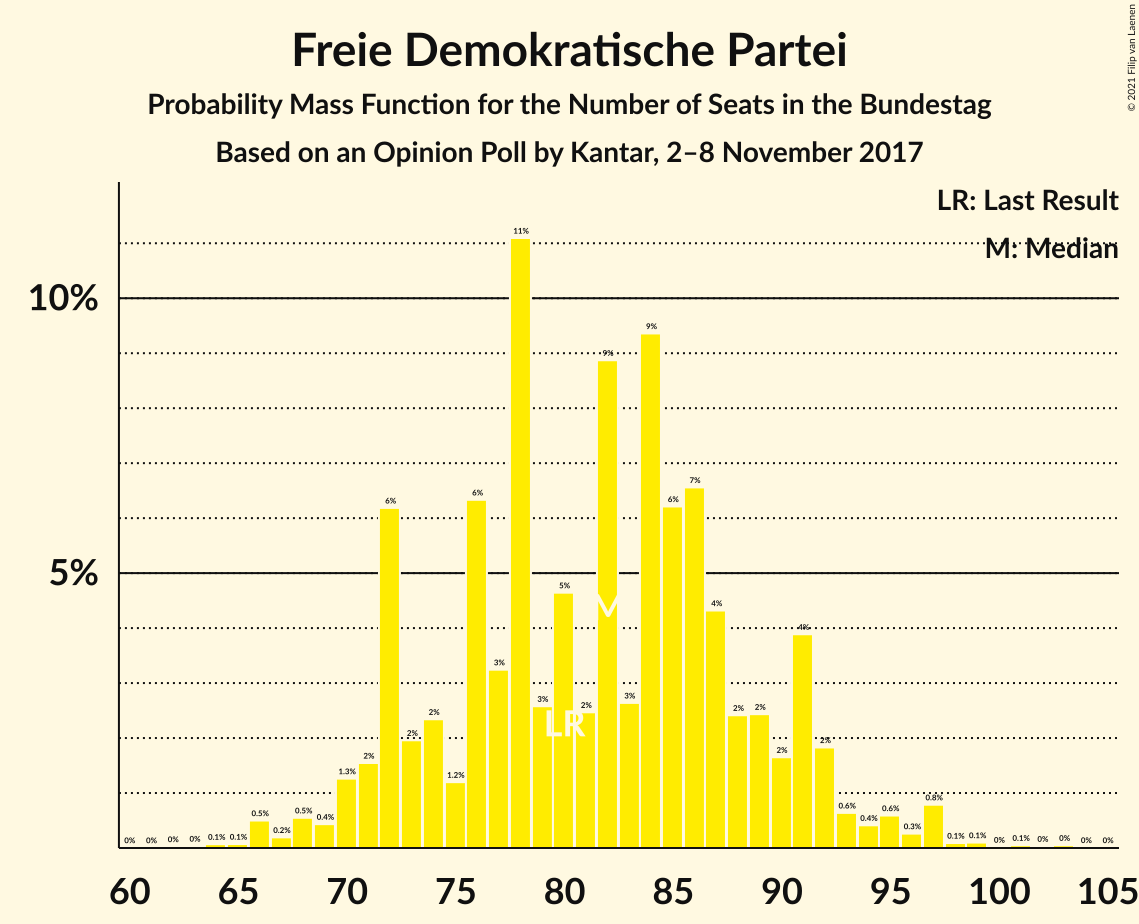 © 2021 Filip van Laenen
Freie Demokratische Partei
Probability Mass Function for the Number of Seats in the Bundestag
Based on an Opinion Poll by Kantar, 2–8 November 2017
LR: Last Result
M: Median
10%
5%
0% 0% 0% 0% 0.1% 0.1% 0.5% 0.2% 0.5% 0.4% 1.3% 2% 6% 2% 2% 1.2% 6% 3% 11% 3% 5% 2% 9% 3% 9% 6% 7% 4% 2% 2% 2% 4% 2% 0.6% 0.4% 0.6% 0.3% 0.8% 0.1% 0.1% 0% 0.1% 0% 0% 0% 0%
M
LR
60 65 70 75 80 85 90 95 100 105